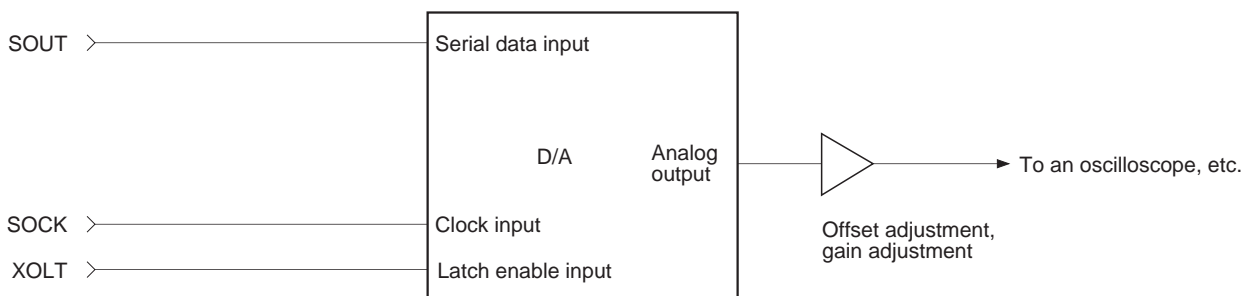 SOUT
Serial data input
D/A
Analog
output
To an oscilloscope, etc.
SOCK
Clock input
Offset adjustment,
gain adjustment
XOLT
Latch enable input